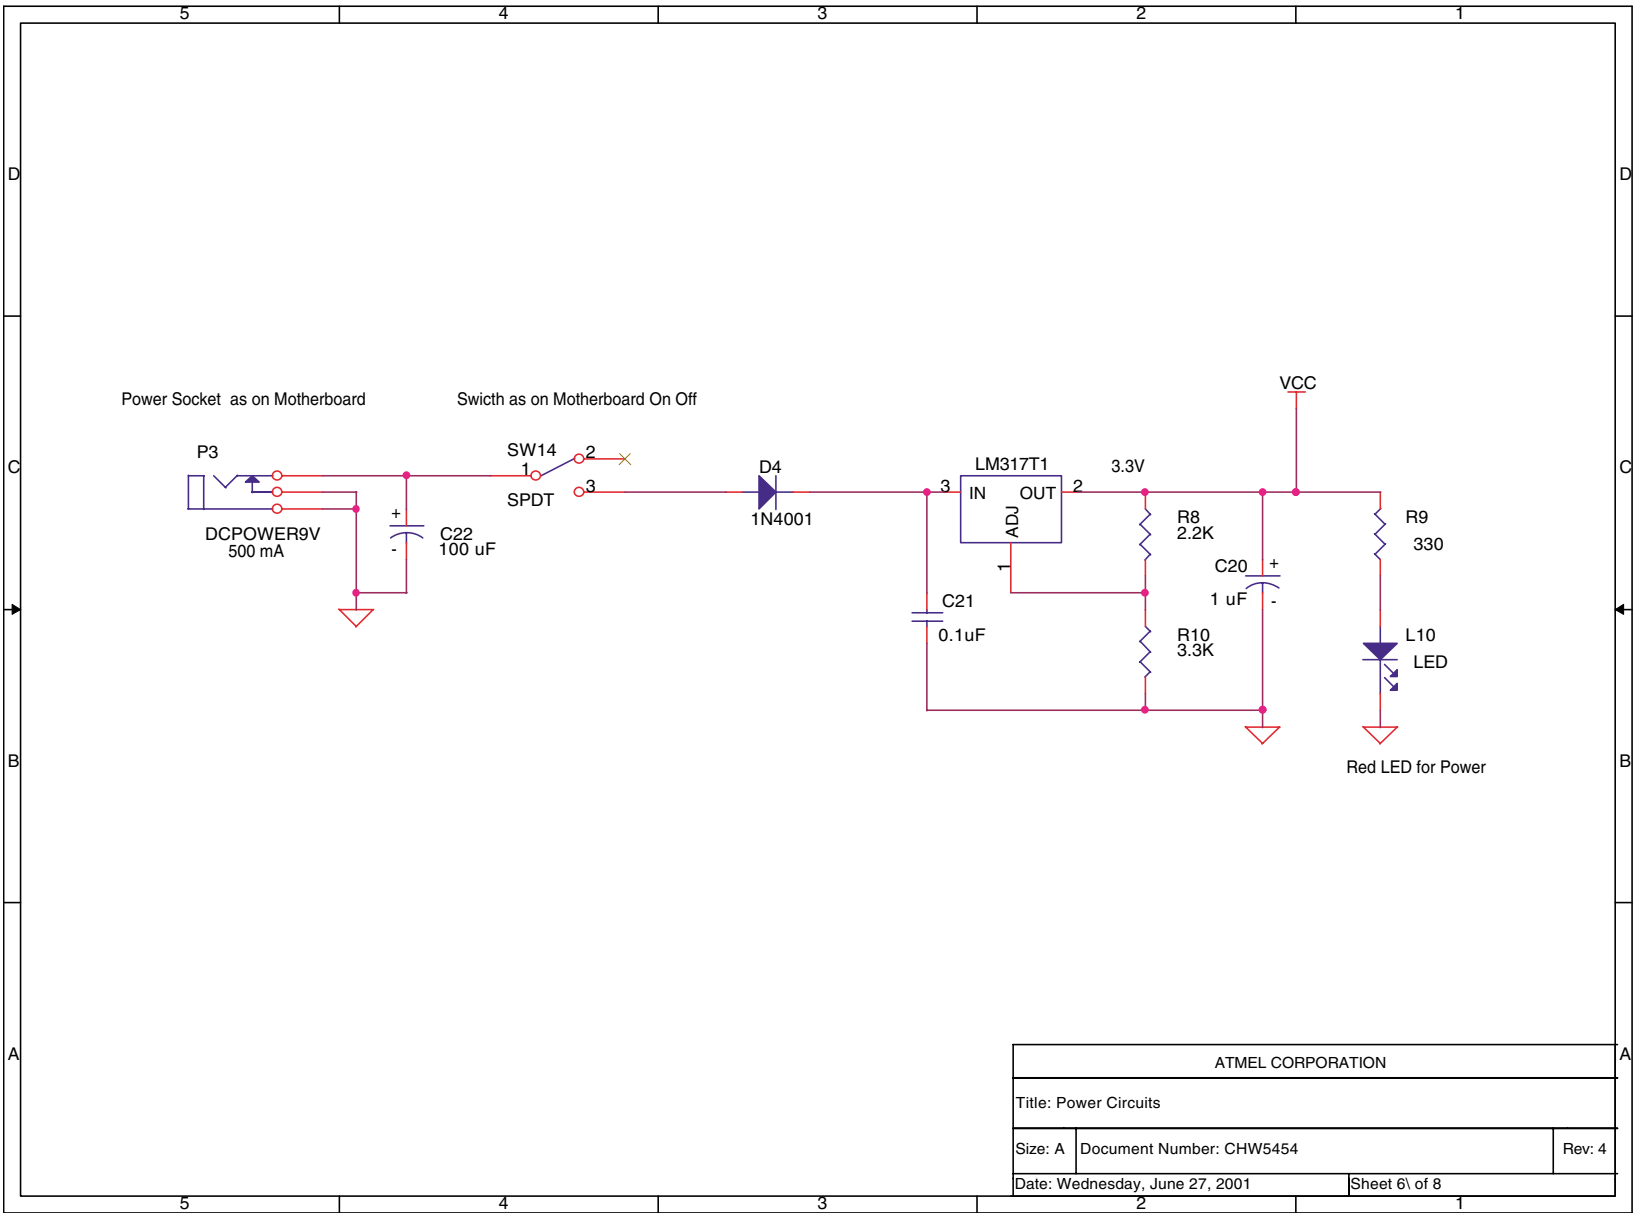 5 4 3 2 1
D D
Power Socket as on Motherboard
Swicth as on Motherboard On Off
VCC
C C
P3
DCPOWER9V
500 mA
+
-
C22
100 uF
SW14
1
2
3
SPDT
D4
1N4001
LM317T1
3 IN OUT 2
ADJ
1
3.3V
R8
2.2K
R9
330
C20 +
1 uF -
C21
0.1uF
R10
3.3K
L10
LED
B B
Red LED for Power
A A
ATMEL CORPORATION
Title: Power Circuits
Size: A Document Number: CHW5454 Rev: 4
Date: Wednesday, June 27, 2001 Sheet 6\ of 8
5 4 3 2 1